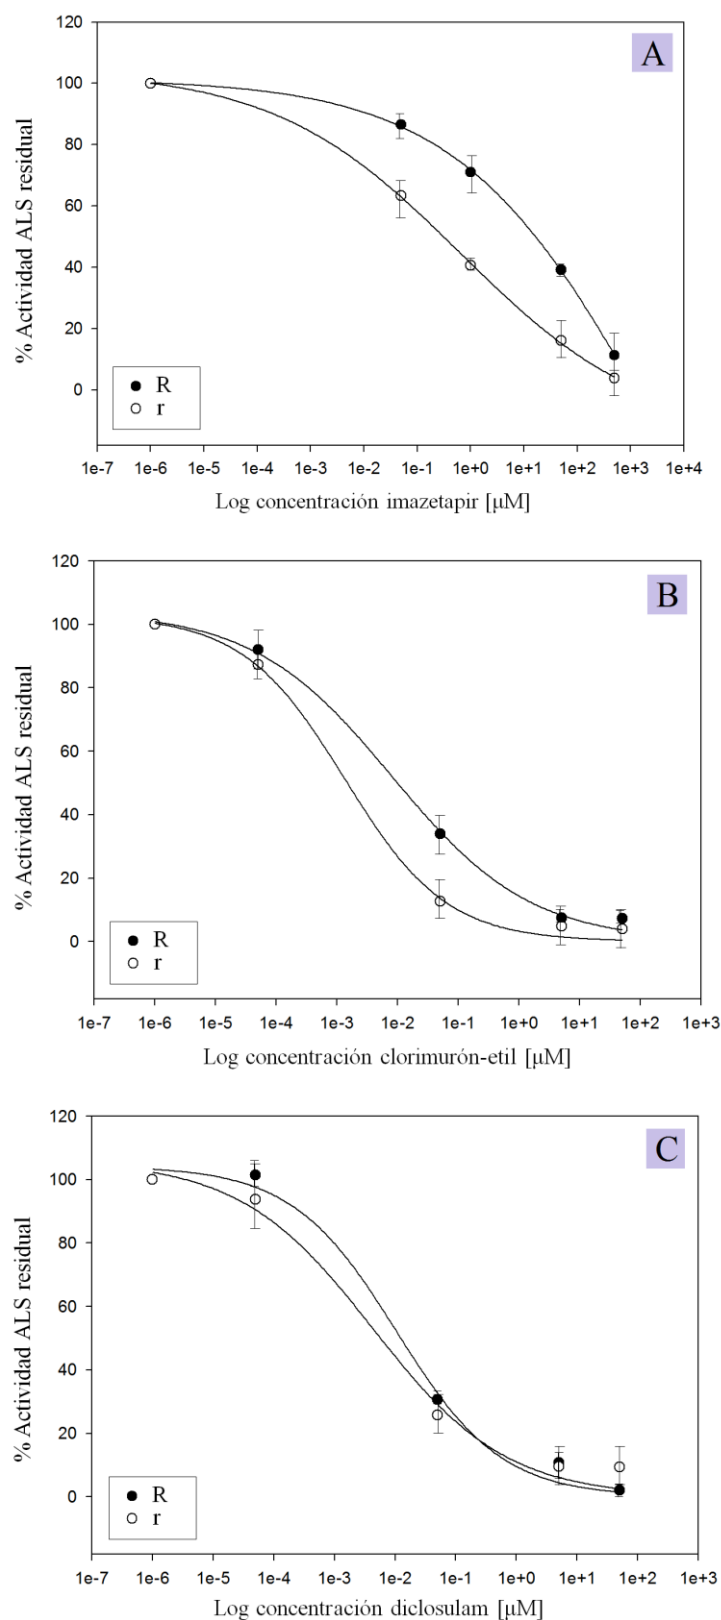 120
A
100
80
60
40
20
0
% Actividad ALS residual
R
r
1e-7 1e-6 1e-5 1e-4 1e-3 1e-2 1e-1 1e+0 1e+1 1e+2 1e+3 1e+4
Log concentración imazetapir [µM]
120
B
100
80
60
40
20
0
% Actividad ALS residual
R
r
1e-7 1e-6 1e-5 1e-4 1e-3 1e-2 1e-1 1e+0 1e+1 1e+2 1e+3
Log concentración clorimurón-etil [µM]
120
C
100
80
60
40
20
0
% Actividad ALS residual
R
r
1e-7 1e-6 1e-5 1e-4 1e-3 1e-2 1e-1 1e+0 1e+1 1e+2 1e+3
Log concentración diclosulam [µM]